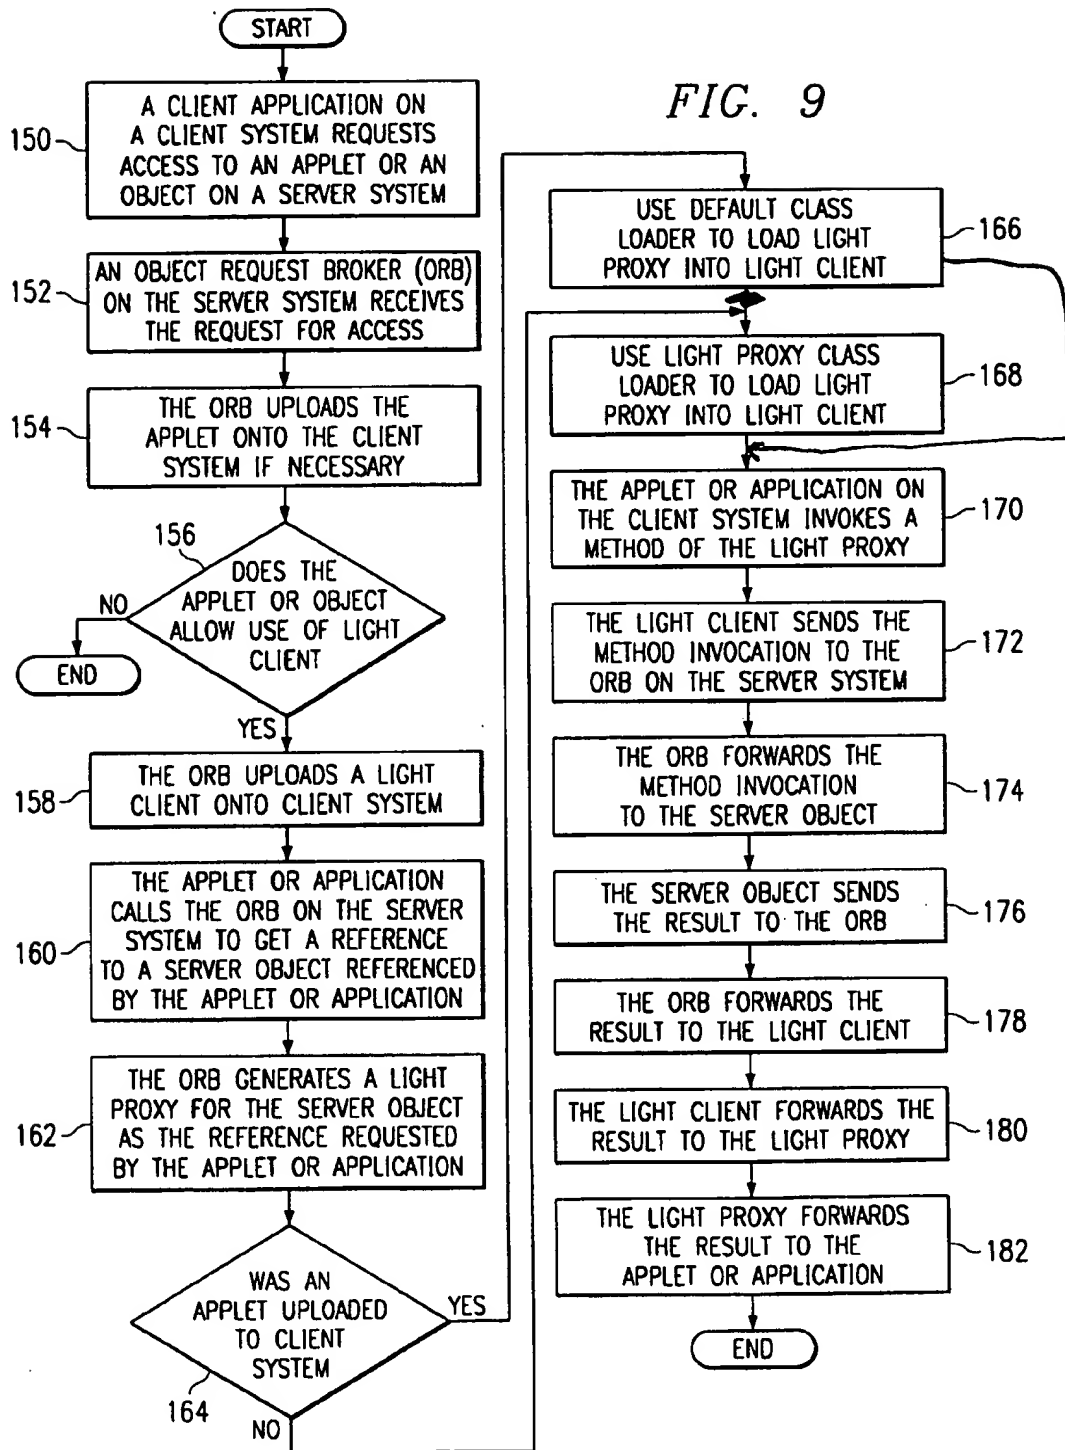 START
FIG. 9
150
A CLIENT APPLICATION ON
A CLIENT SYSTEM REQUESTS
ACCESS TO AN APPLET OR AN
OBJECT ON A SERVER SYSTEM
152
AN OBJECT REQUEST BROKER (ORB)
ON THE SERVER SYSTEM RECEIVES
THE REQUEST FOR ACCESS
154
THE ORB UPLOADS THE
APPLET ONTO THE CLIENT
SYSTEM IF NECESSARY
156
DOES THE
APPLET OR OBJECT
ALLOW USE OF LIGHT
CLIENT
NO
END
YES
158
THE ORB UPLOADS A LIGHT
CLIENT ONTO CLIENT SYSTEM
160
THE APPLET OR APPLICATION
CALLS THE ORB ON THE SERVER
SYSTEM TO GET A REFERENCE
TO A SERVER OBJECT REFERENCED
BY THE APPLET OR APPLICATION
162
THE ORB GENERATES A LIGHT
PROXY FOR THE SERVER OBJECT
AS THE REFERENCE REQUESTED
BY THE APPLET OR APPLICATION
WAS AN
APPLET UPLOADED
TO CLIENT
SYSTEM
YES
164
NO
USE DEFAULT CLASS
LOADER TO LOAD LIGHT
PROXY INTO LIGHT CLIENT
166
USE LIGHT PROXY CLASS
LOADER TO LOAD LIGHT
PROXY INTO LIGHT CLIENT
168
THE APPLET OR APPLICATION ON
THE CLIENT SYSTEM INVOKES A
METHOD OF THE LIGHT PROXY
170
THE LIGHT CLIENT SENDS THE
METHOD INVOCATION TO THE
ORB ON THE SERVER SYSTEM
172
THE ORB FORWARDS THE
METHOD INVOCATION
TO THE SERVER OBJECT
174
THE SERVER OBJECT SENDS
THE RESULT TO THE ORB
176
THE ORB FORWARDS THE
RESULT TO THE LIGHT CLIENT
178
THE LIGHT CLIENT FORWARDS THE
RESULT TO THE LIGHT PROXY
180
THE LIGHT PROXY FORWARDS
THE RESULT TO THE
APPLET OR APPLICATION
182
END